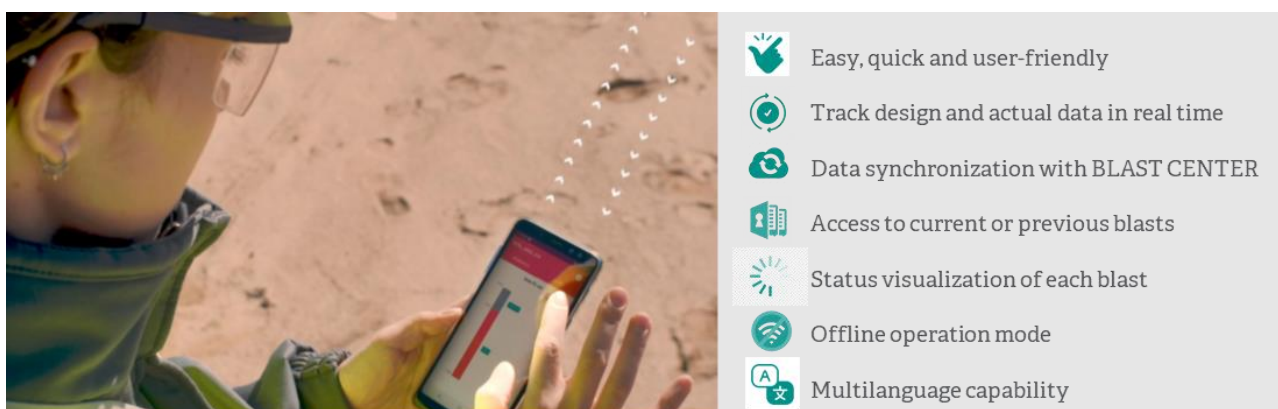 Easy, quick and user-friendly
Track design and actual data in real time
Data synchronization with BLAST CENTER
Access to current or previous blasts
Status visualization of each blast
Offline operation mode
A
文
Multilanguage capability